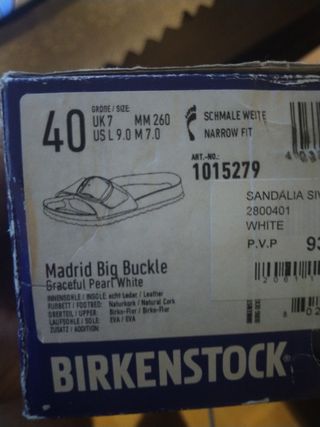 GRÖßE / SIZE
40
UK 7 MM 260
US L 9.0 M 7.0
SCHMALE WEITE
NARROW FIT
ART.-NO.:
1015279
SANDALIA SIV
2800401
WHITE
P.V.P 93
Madrid Big Buckle
Graceful Pearl White
INNENSOHLE / INSOLE: echt Leder / Leather
FUßBETT / FOOTBED: Naturkork / Natural Cork
OBERTEIL / UPPER: Birko-Flor / Birko-Flor
LAUFSOHLE / SOLE: EVA / EVA
ZUSATZ / ADDITION:
BIRKENSTOCK